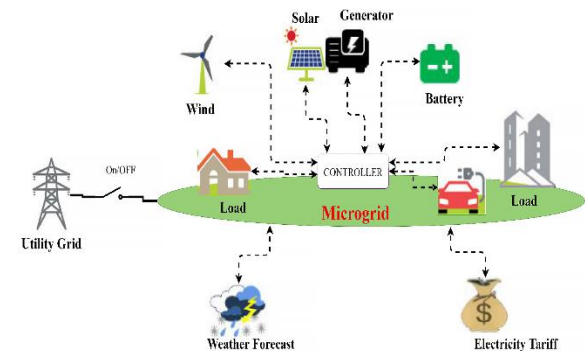 Solar
Generator
Wind
Battery
On/OFF
CONTROLLER
Load
Microgrid
Load
Utility Grid
Weather Forecast
$
Electricity Tariff